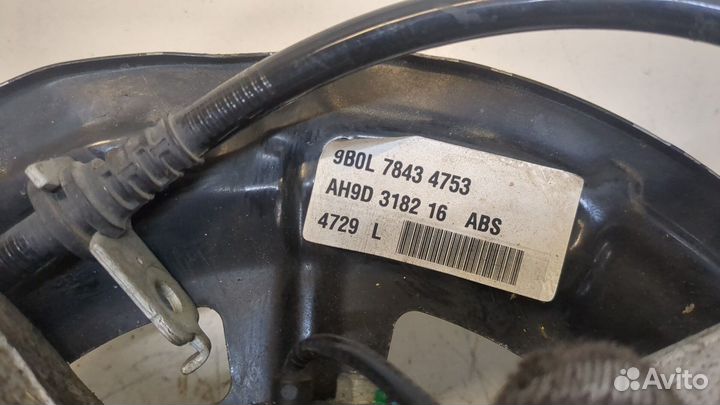 9B0L 7843 4753
AH9D 3182 16 ABS
4729 L
Avito